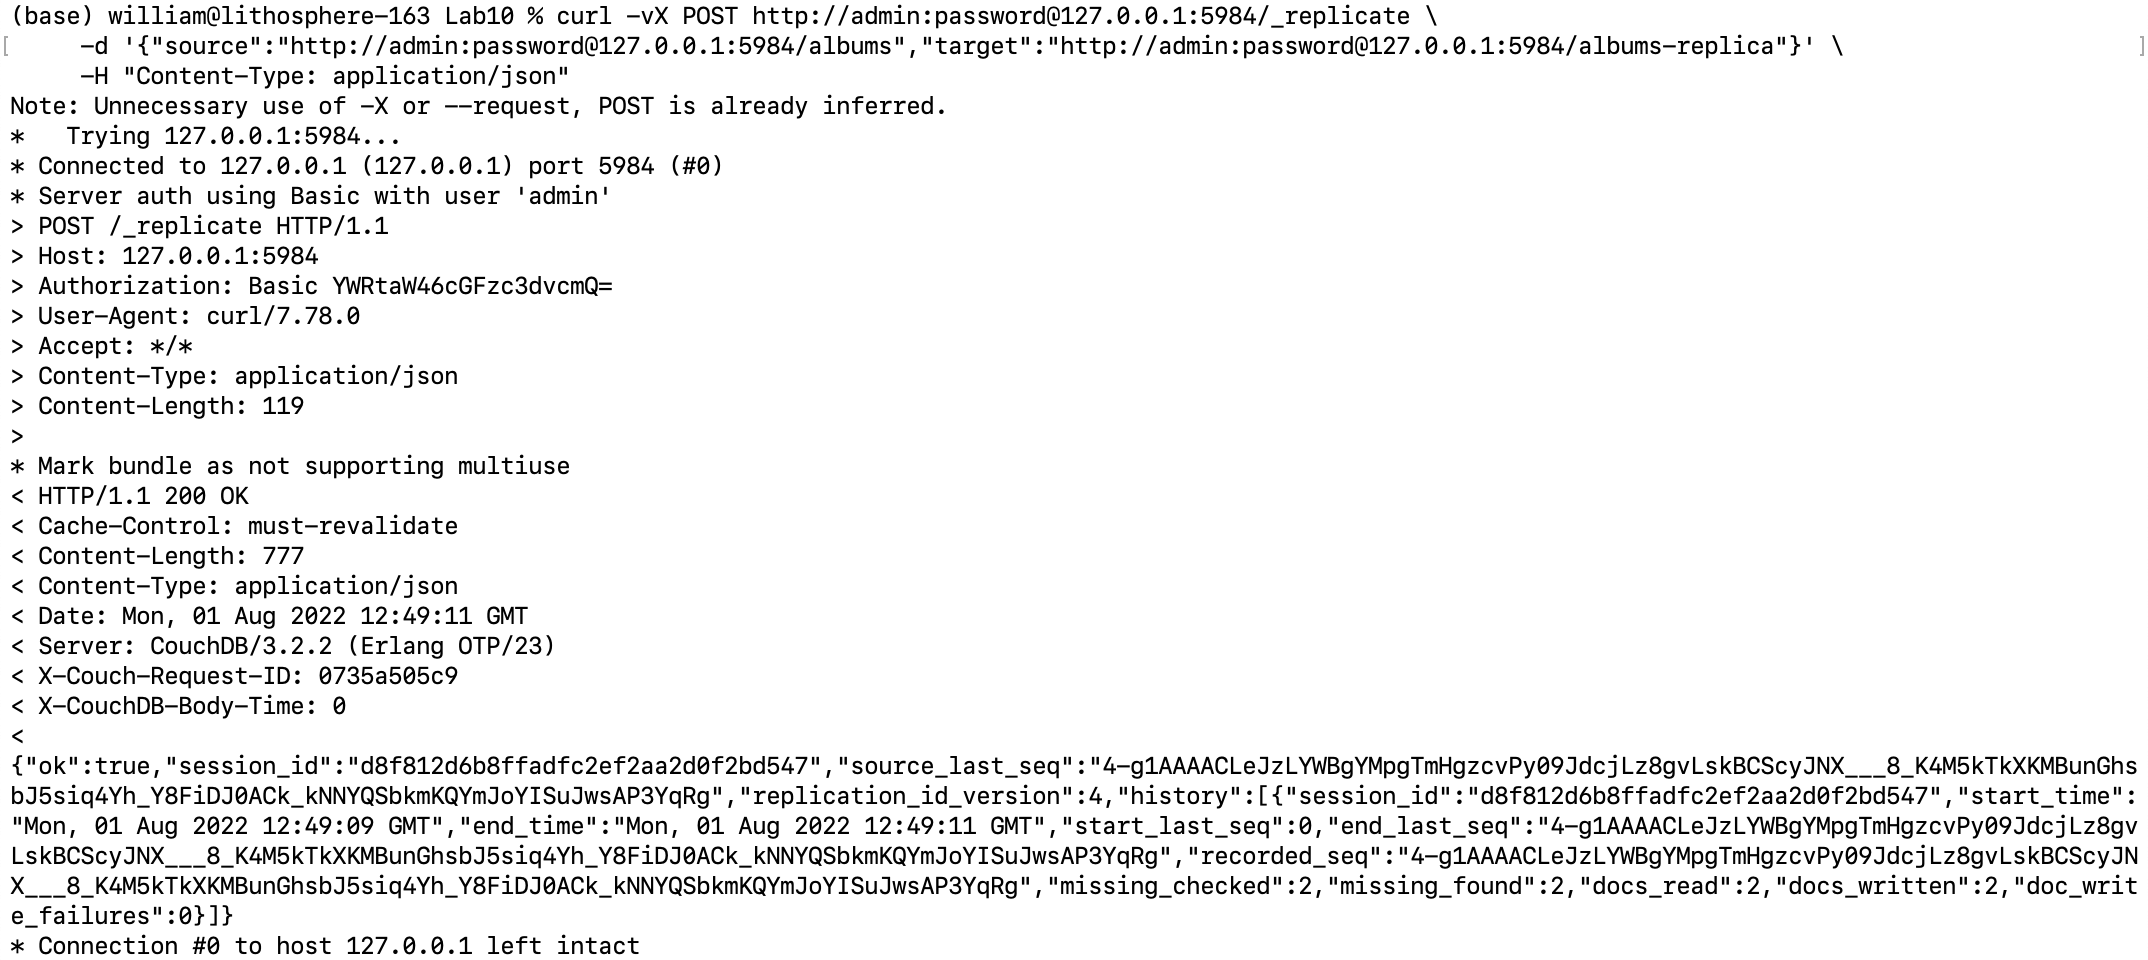 (base) william@lithosphere-163 Lab10 % curl -vX POST http://admin:password@127.0.0.1:5984/_replicate \
[     -d '{"source":"http://admin:password@127.0.0.1:5984/albums","target":"http://admin:password@127.0.0.1:5984/albums-replica"}' \ ]
     -H "Content-Type: application/json"
Note: Unnecessary use of -X or --request, POST is already inferred.
*   Trying 127.0.0.1:5984...
* Connected to 127.0.0.1 (127.0.0.1) port 5984 (#0)
* Server auth using Basic with user 'admin'
> POST /_replicate HTTP/1.1
> Host: 127.0.0.1:5984
> Authorization: Basic YWRtaW46cGFzc3dvcmQ=
> User-Agent: curl/7.78.0
> Accept: */*
> Content-Type: application/json
> Content-Length: 119
>
* Mark bundle as not supporting multiuse
< HTTP/1.1 200 OK
< Cache-Control: must-revalidate
< Content-Length: 777
< Content-Type: application/json
< Date: Mon, 01 Aug 2022 12:49:11 GMT
< Server: CouchDB/3.2.2 (Erlang OTP/23)
< X-Couch-Request-ID: 0735a505c9
< X-CouchDB-Body-Time: 0
<
{"ok":true,"session_id":"d8f812d6b8ffadfc2ef2aa2d0f2bd547","source_last_seq":"4-g1AAAACLeJzLYWBgYMpgTmHgzcvPy09JdcjLz8gvLskBCScyJNX___8_K4M5kTkXKMBunGhs
bJ5siq4Yh_Y8FiDJ0ACk_kNNYQSbkmKQYmJoYISuJwsAP3YqRg","replication_id_version":4,"history":[{"session_id":"d8f812d6b8ffadfc2ef2aa2d0f2bd547","start_time":
"Mon, 01 Aug 2022 12:49:09 GMT","end_time":"Mon, 01 Aug 2022 12:49:11 GMT","start_last_seq":0,"end_last_seq":"4-g1AAAACLeJzLYWBgYMpgTmHgzcvPy09JdcjLz8gv
LskBCScyJNX___8_K4M5kTkXKMBunGhsbJ5siq4Yh_Y8FiDJ0ACk_kNNYQSbkmKQYmJoYISuJwsAP3YqRg","recorded_seq":"4-g1AAAACLeJzLYWBgYMpgTmHgzcvPy09JdcjLz8gvLskBCScyJN
X___8_K4M5kTkXKMBunGhsbJ5siq4Yh_Y8FiDJ0ACk_kNNYQSbkmKQYmJoYISuJwsAP3YqRg","missing_checked":2,"missing_found":2,"docs_read":2,"docs_written":2,"doc_writ
e_failures":0}]}
* Connection #0 to host 127.0.0.1 left intact